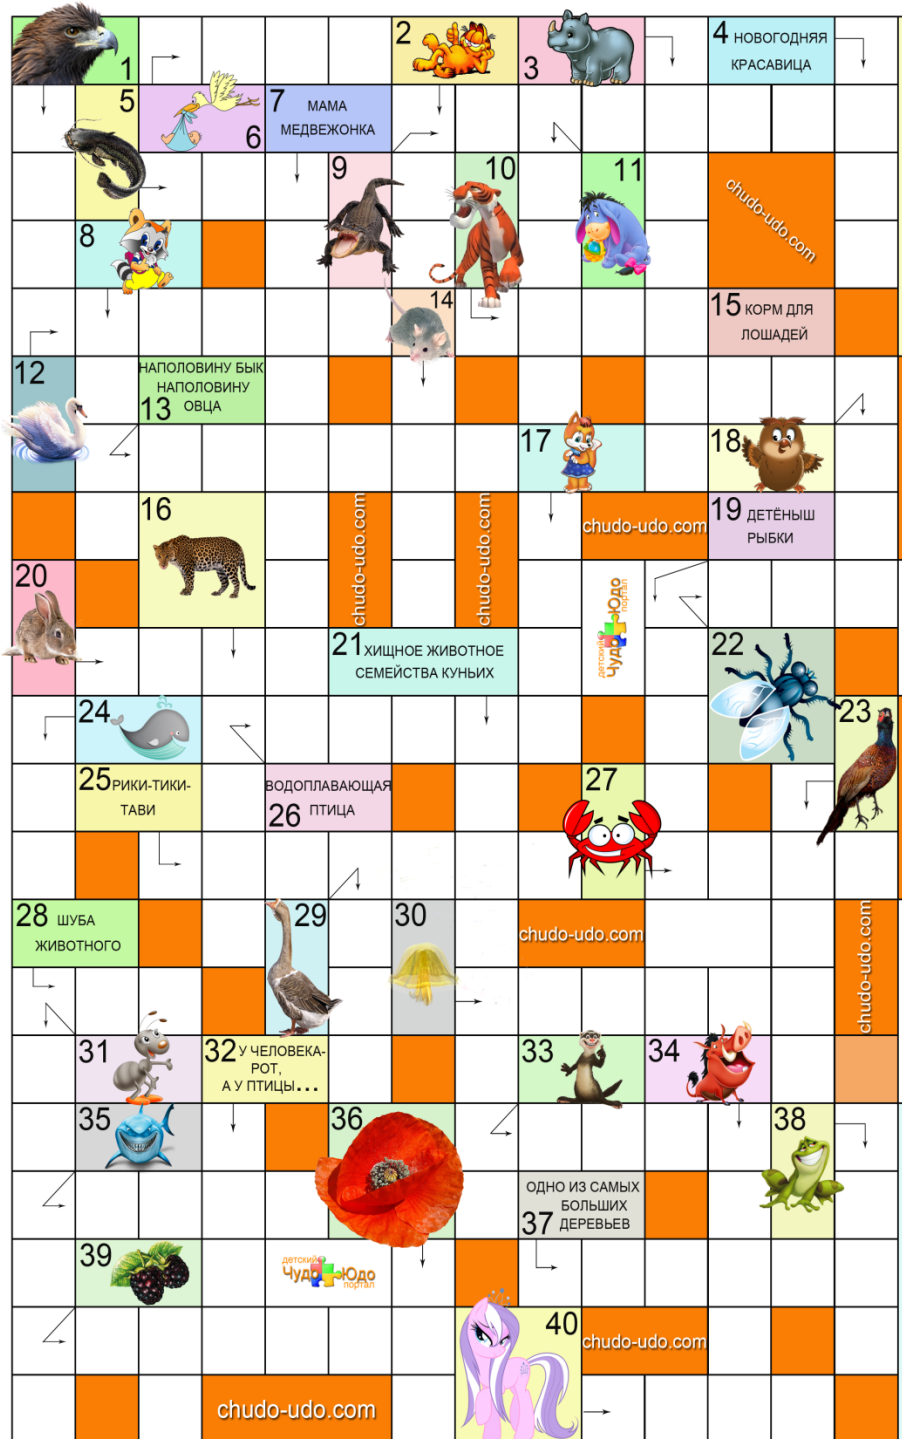 1
2
3
4 НОВОГОДНЯЯ
КРАСАВИЦА
5
6
7 МАМА
МЕДВЕЖОНКА
9
10
11
chudo-udo.com
8
14
15 КОРМ ДЛЯ
ЛОШАДЕЙ
12
НАПОЛОВИНУ БЫК
НАПОЛОВИНУ
13 ОВЦА
17
18
16
chudo-udo.com
chudo-udo.com
chudo-udo.com
19 ДЕТЁНЫШ
РЫБКИ
20
детский
Чудо Юдо
портал
21 ХИЩНОЕ ЖИВОТНОЕ
СЕМЕЙСТВА КУНЬИХ
22
24
23
25 РИКИ-ТИКИ-
ТАВИ
ВОДОПЛАВАЮЩАЯ
26 ПТИЦА
27
28 ШУБА
ЖИВОТНОГО
29
30
chudo-udo.com
chudo-udo.com
31
32 У ЧЕЛОВЕКА-
РОТ,
А У ПТИЦЫ...
33
34
35
36
38
ОДНО ИЗ САМЫХ
БОЛЬШИХ
37 ДЕРЕВЬЕВ
39
детский
Чудо Юдо
портал
40
chudo-udo.com
chudo-udo.com